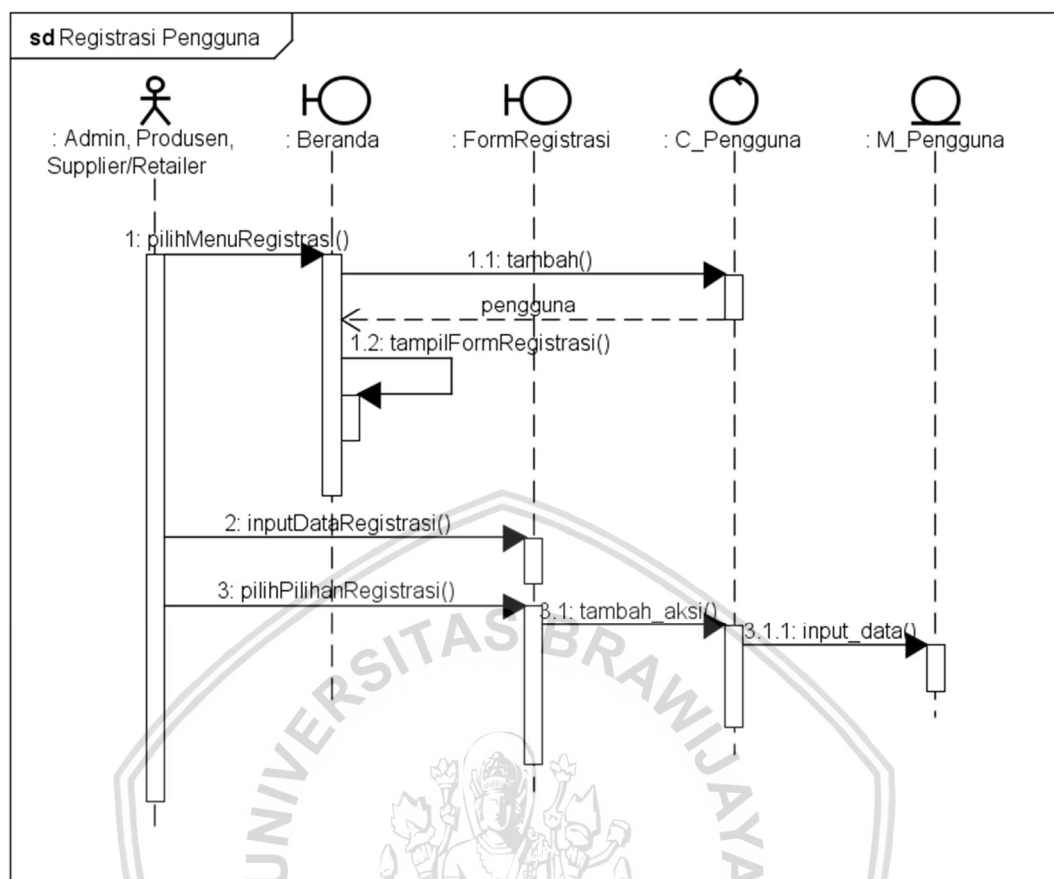 sd Registrasi Pengguna
: Admin, Produsen,
Supplier/Retailer
: Beranda
: FormRegistrasi
: C_Pengguna
: M_Pengguna
1: pilihMenuRegistrasi()
1.1: tambah()
pengguna
1.2: tampilFormRegistrasi()
2: inputDataRegistrasi()
3: pilihPilihanRegistrasi()
3.1: tambah_aksi()
3.1.1: input_data()
UNIVERSITAS BRAWIJAYA